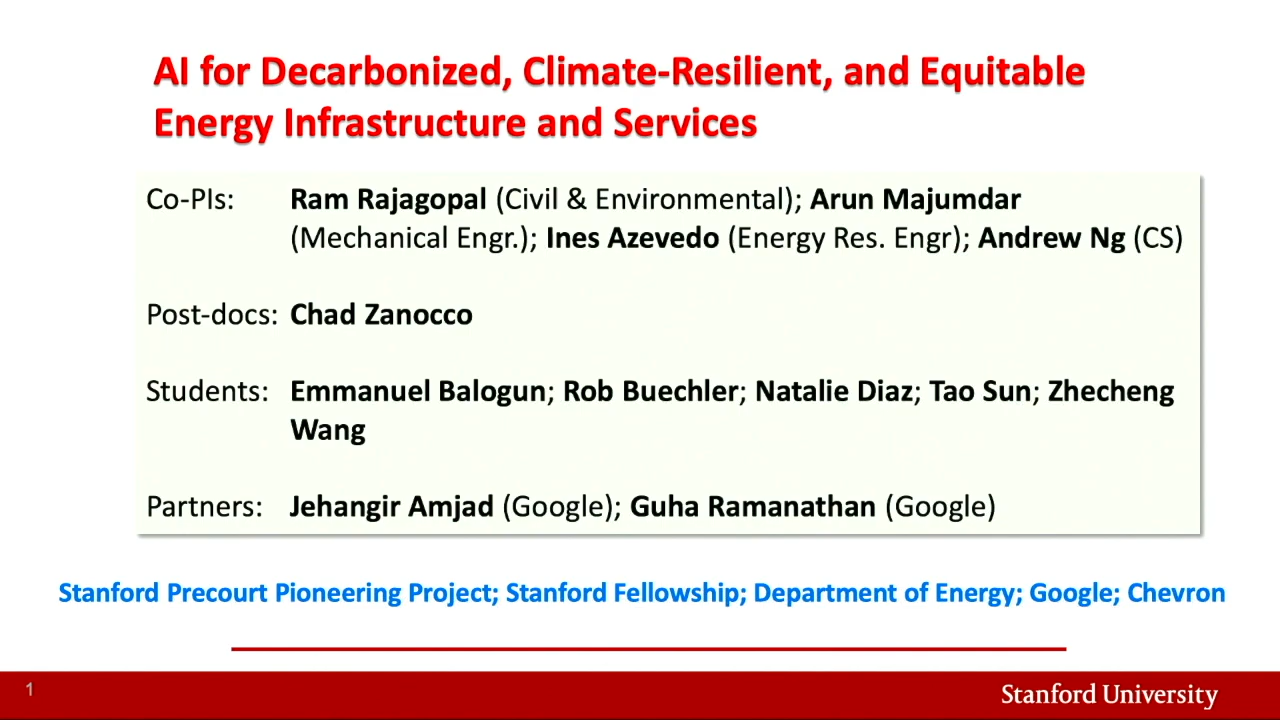 AI for Decarbonized, Climate-Resilient, and Equitable
Energy Infrastructure and Services
Co-PIs: Ram Rajagopal (Civil & Environmental); Arun Majumdar
(Mechanical Engr.); Ines Azevedo (Energy Res. Engr); Andrew Ng (CS)
Post-docs: Chad Zanocco
Students: Emmanuel Balogun; Rob Buechler; Natalie Diaz; Tao Sun; Zhecheng
Wang
Partners: Jehangir Amjad (Google); Guha Ramanathan (Google)
Stanford Precourt Pioneering Project; Stanford Fellowship; Department of Energy; Google; Chevron
1
Stanford University